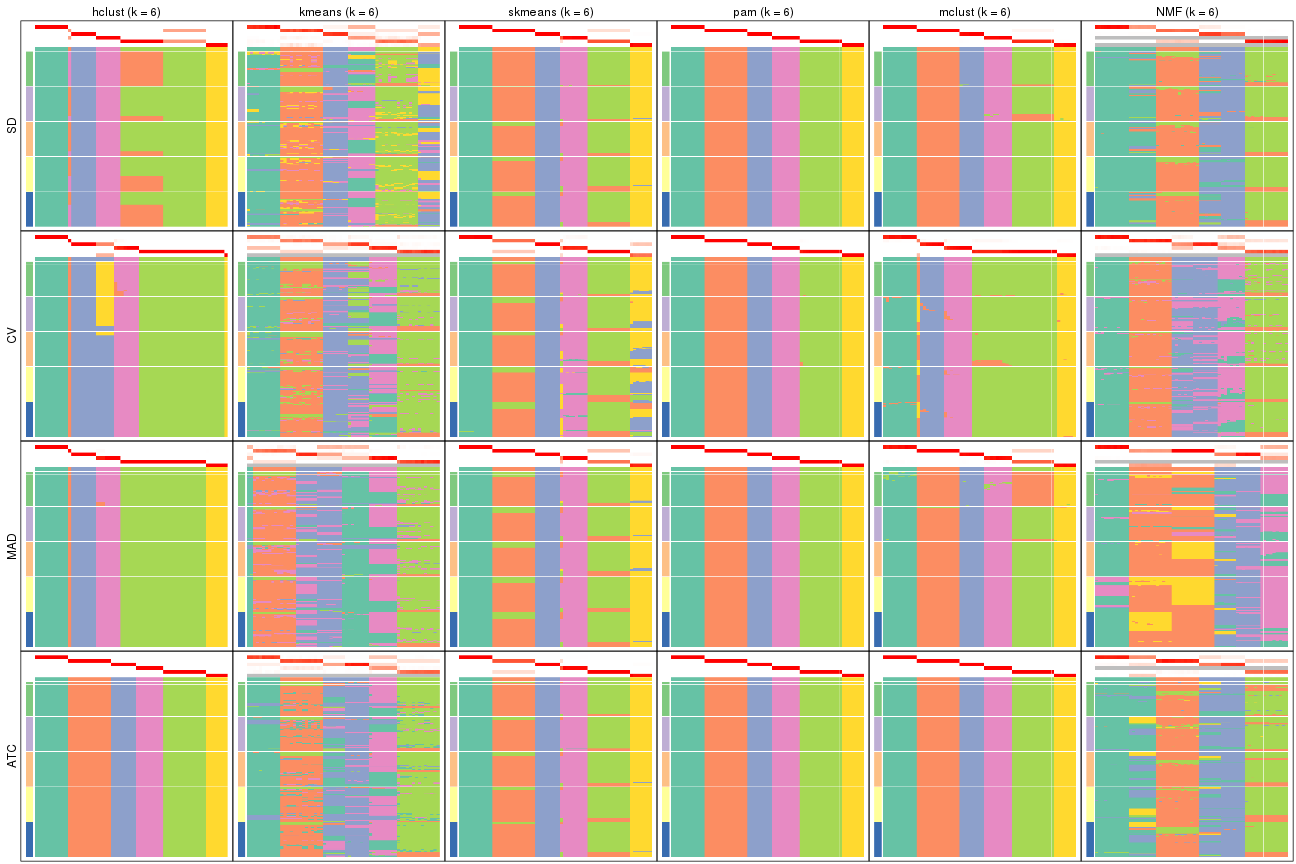 hclust (k = 6)
kmeans (k = 6)
skmeans (k = 6)
pam (k = 6)
mclust (k = 6)
NMF (k = 6)
SD
CV
MAD
ATC